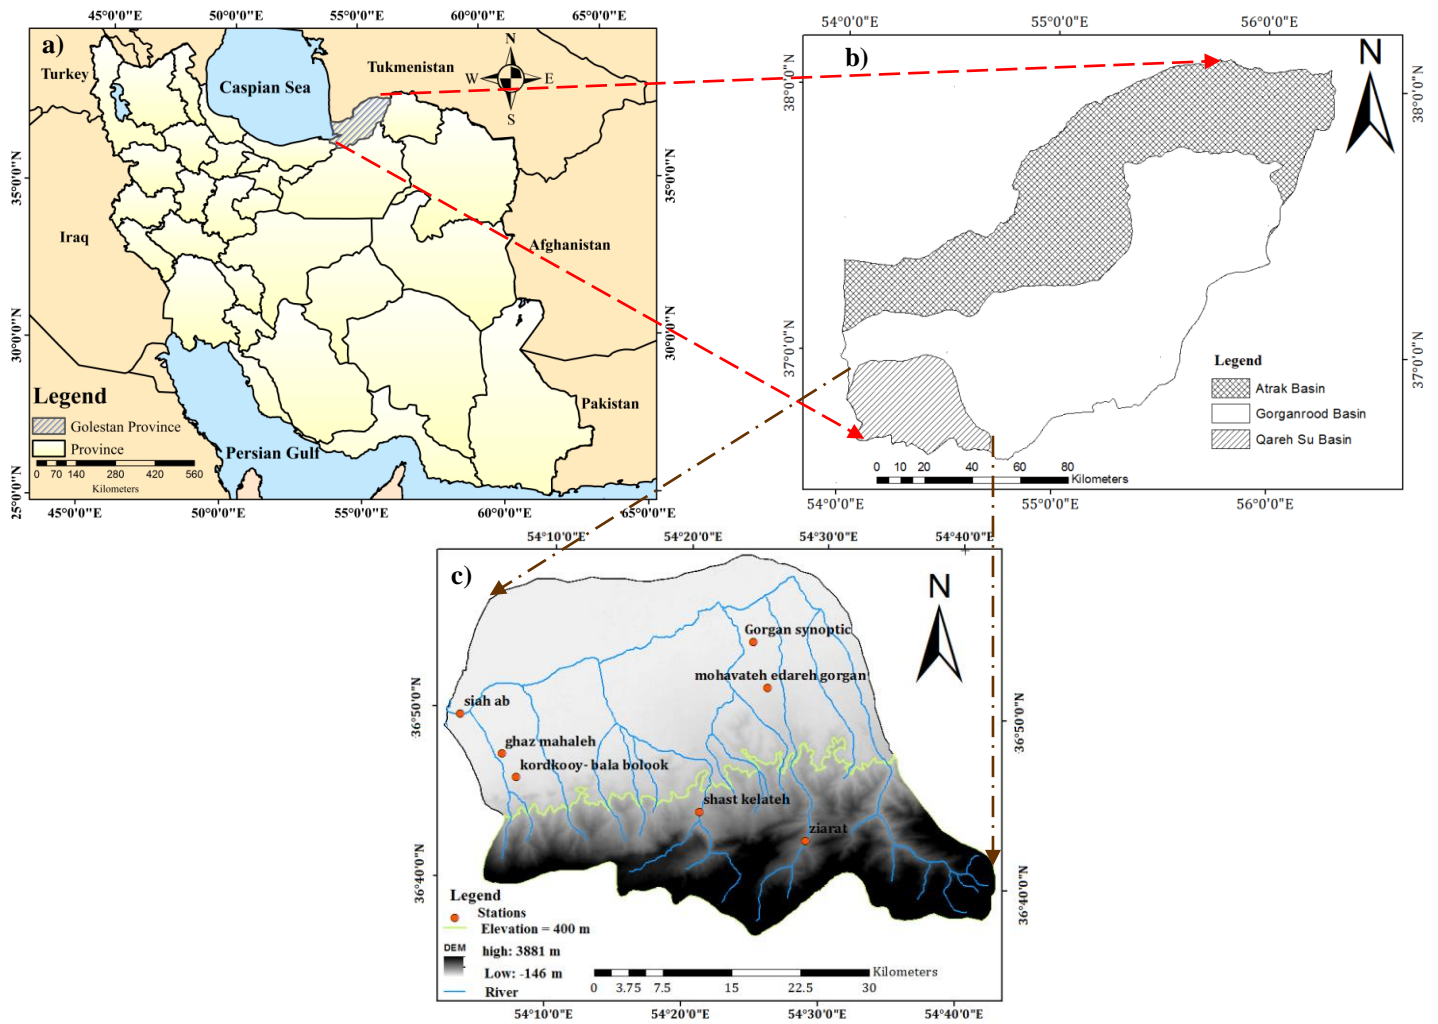 45°0'0"E 50°0'0"E 55°0'0"E 60°0'0"E 65°0'0"E
a)
N
W E
S
Turkey
Caspian Sea
Tukmenistan
35°0'0"N
35°0'0"N
Iraq
Afghanistan
30°0'0"N
30°0'0"N
Legend
Golestan Province
Province
0 70 140 280 420 560
Kilometers
Pakistan
Persian Gulf
25°0'0"N
45°0'0"E 50°0'0"E 55°0'0"E 60°0'0"E 65°0'0"E
54°0'0"E 55°0'0"E 56°0'0"E
b)
N
38°0'0"N
38°0'0"N
37°0'0"N
37°0'0"N
Legend
Atrak Basin
Gorganrood Basin
Qareh Su Basin
0 10 20 40 60 80
Kilometers
54°0'0"E 55°0'0"E 56°0'0"E
54°10'0"E 54°20'0"E 54°30'0"E 54°40'0"E
c)
N
Gorgan synoptic
mohavateh edareh gorgan
siah ab
36°50'0"N
36°50'0"N
ghaz mahaleh
kordkooy- bala bolook
shast kelateh
ziarat
36°40'0"N
36°40'0"N
Legend
Stations
Elevation = 400 m
DEM
high: 3881 m
Low: -146 m
River
Kilometers
0 3.75 7.5 15 22.5 30
54°10'0"E 54°20'0"E 54°30'0"E 54°40'0"E